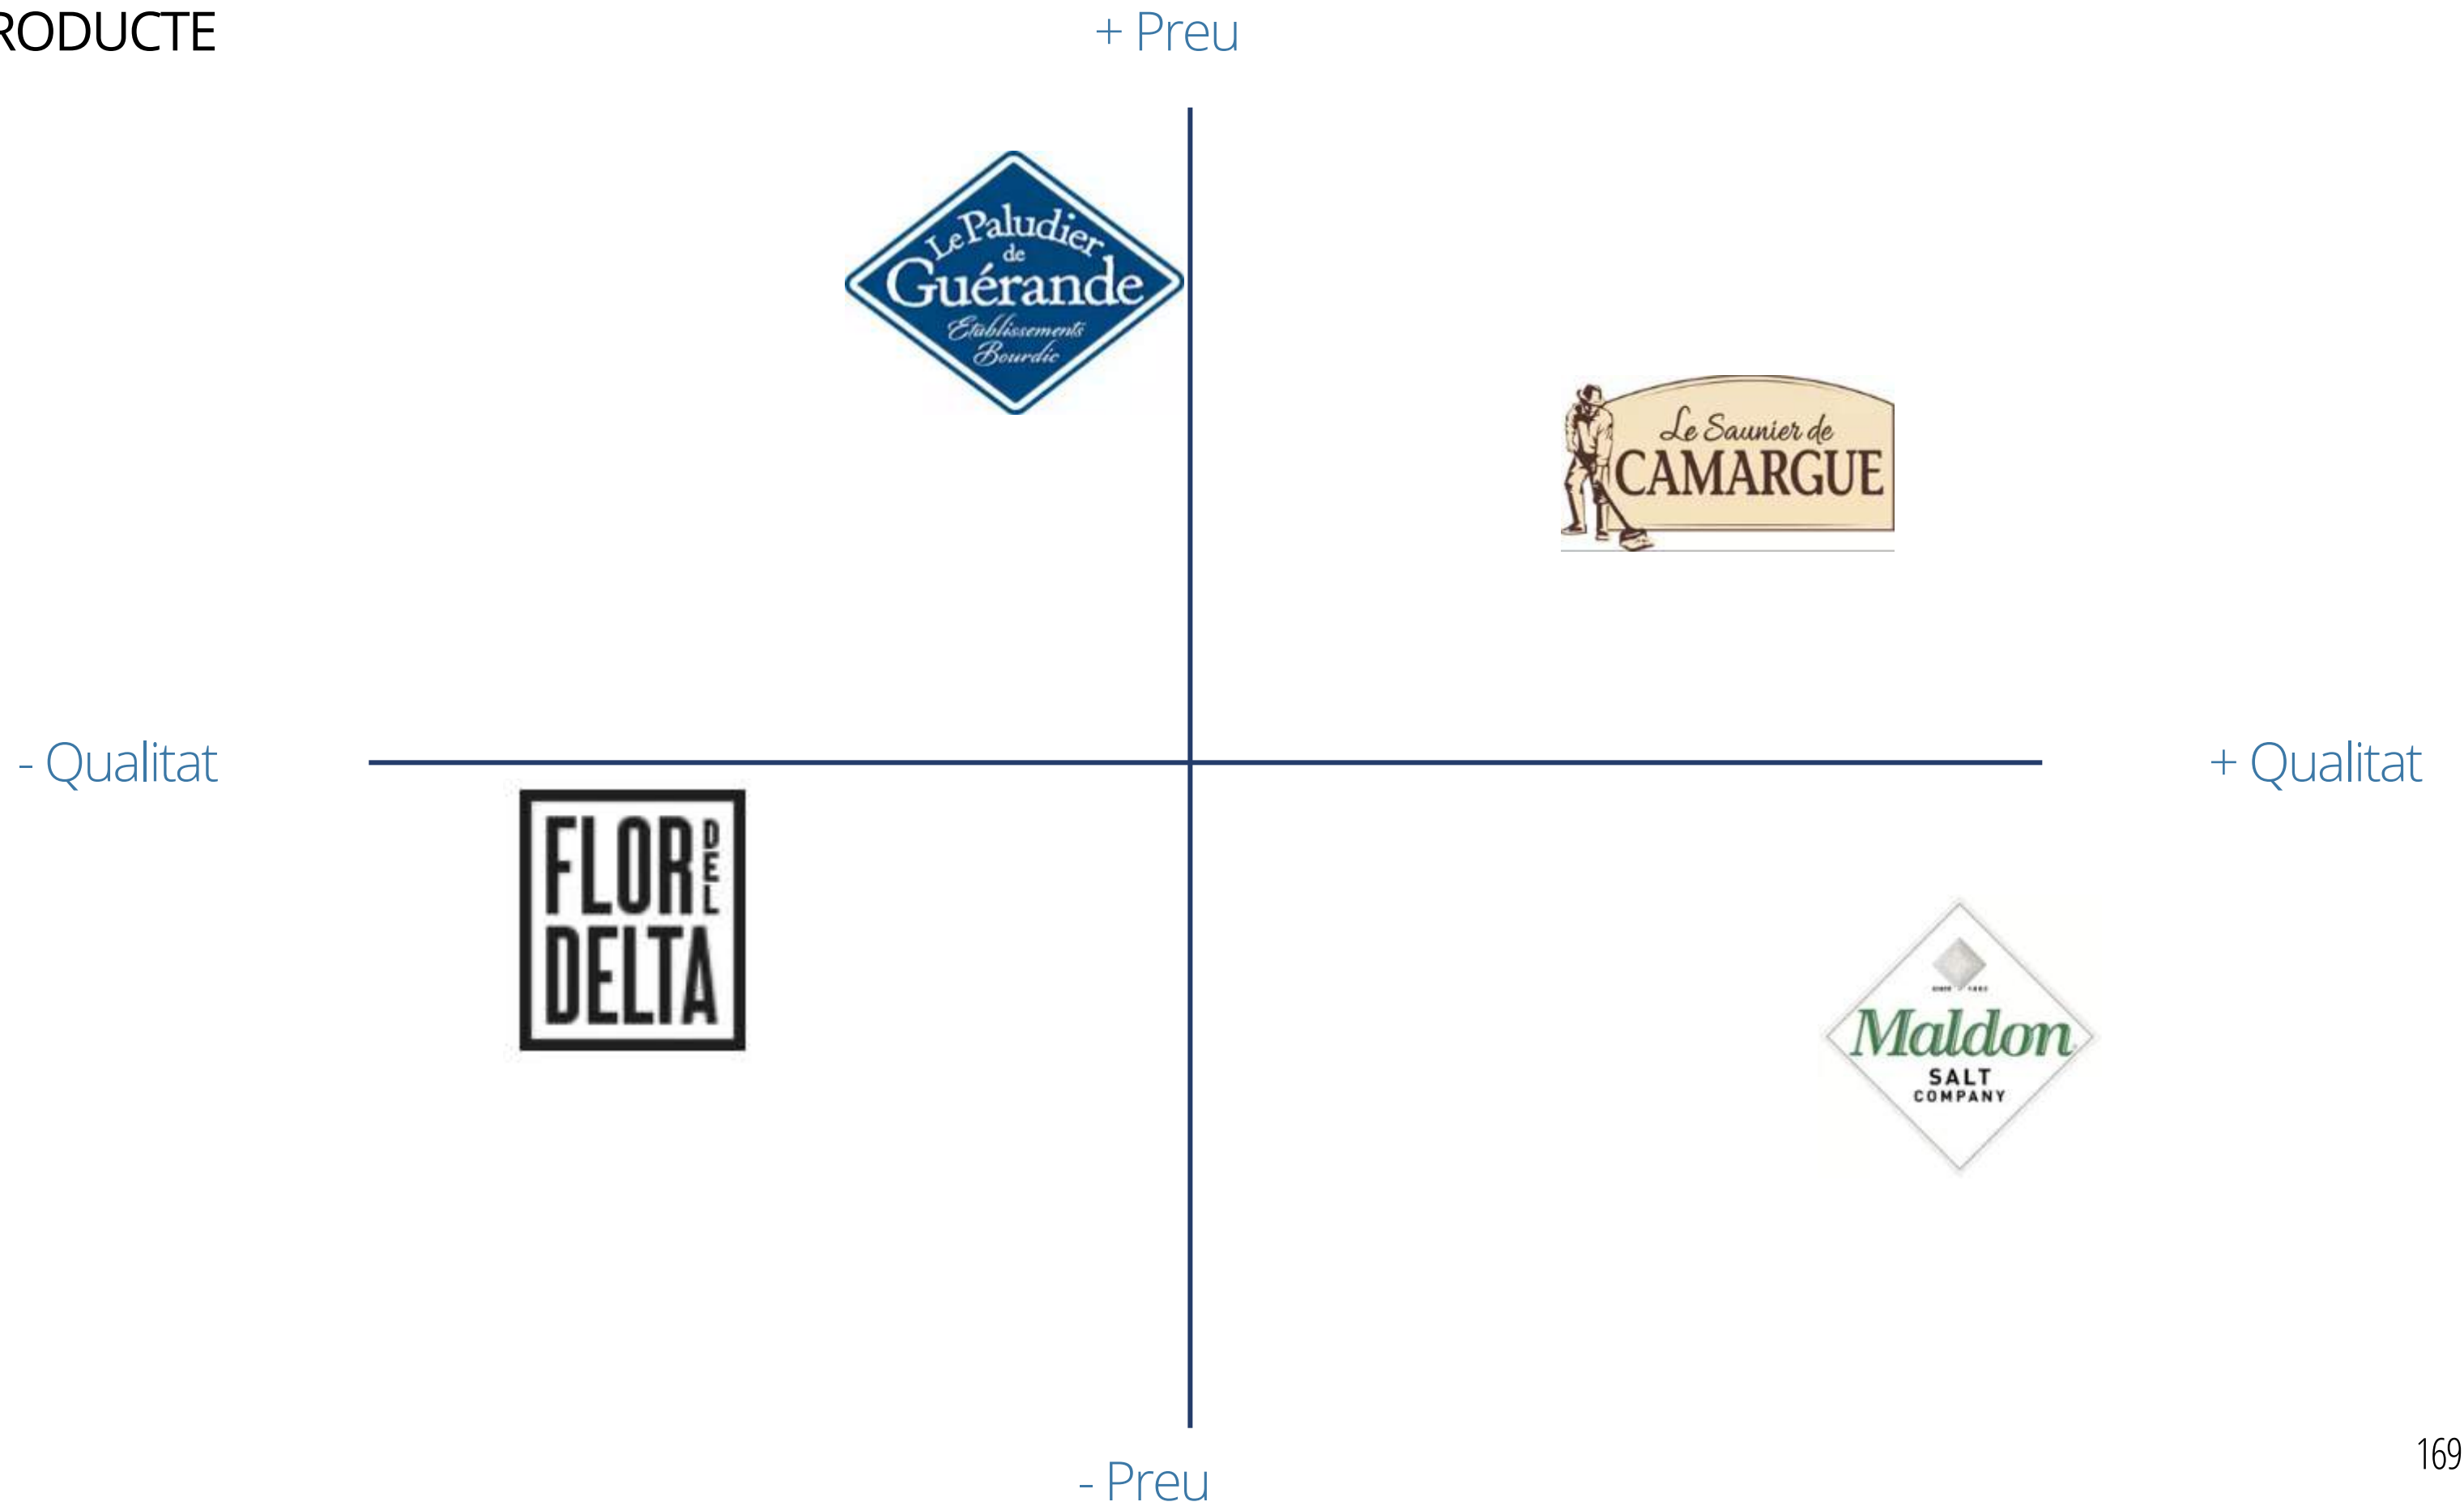 RODUCTE
+ Preu
Le Paludier
de
Guérande
Etablissements
Bourdic
Le Saunier de
CAMARGUE
- Qualitat
+ Qualitat
FLOR DEL
DELTA
Maldon
SALT
COMPANY
169
- Preu